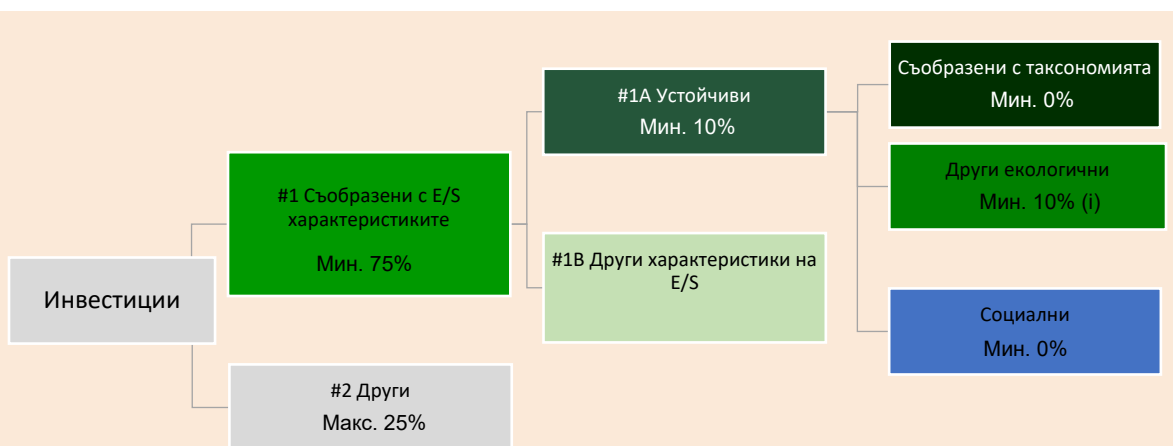 Инвестиции
#1 Съобразени с E/S
характеристиките
Мин. 75%
#2 Други
Макс. 25%
#1A Устойчиви
Мин. 10%
#1B Други характеристики на
E/S
Съобразени с таксономията
Мин. 0%
Други екологични
Мин. 10% (i)
Социални
Мин. 0%